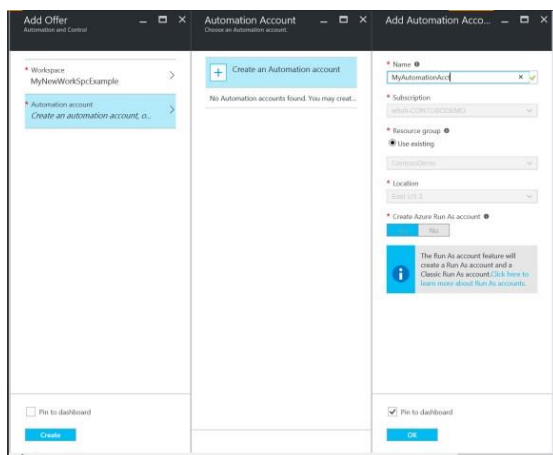 Add Offer
Automation and Control
* Workspace
MyNewWorkSpcExample
* Automation account
Create an automation account, o...
Pin to dashboard
Create
Automation Account
Choose an Automation account.
Create an Automation account
No Automation accounts found. You may creat...
Add Automation Acco...
* Name
MyAutomationAcct
* Subscription
* Resource group
Use existing
ContosoDemo
* Location
East US 2
* Create Azure Run As account
No
The Run As account feature will
create a Run As account and a
Classic Run As account.Click here to
learn more about Run As accounts.
Pin to dashboard
OK